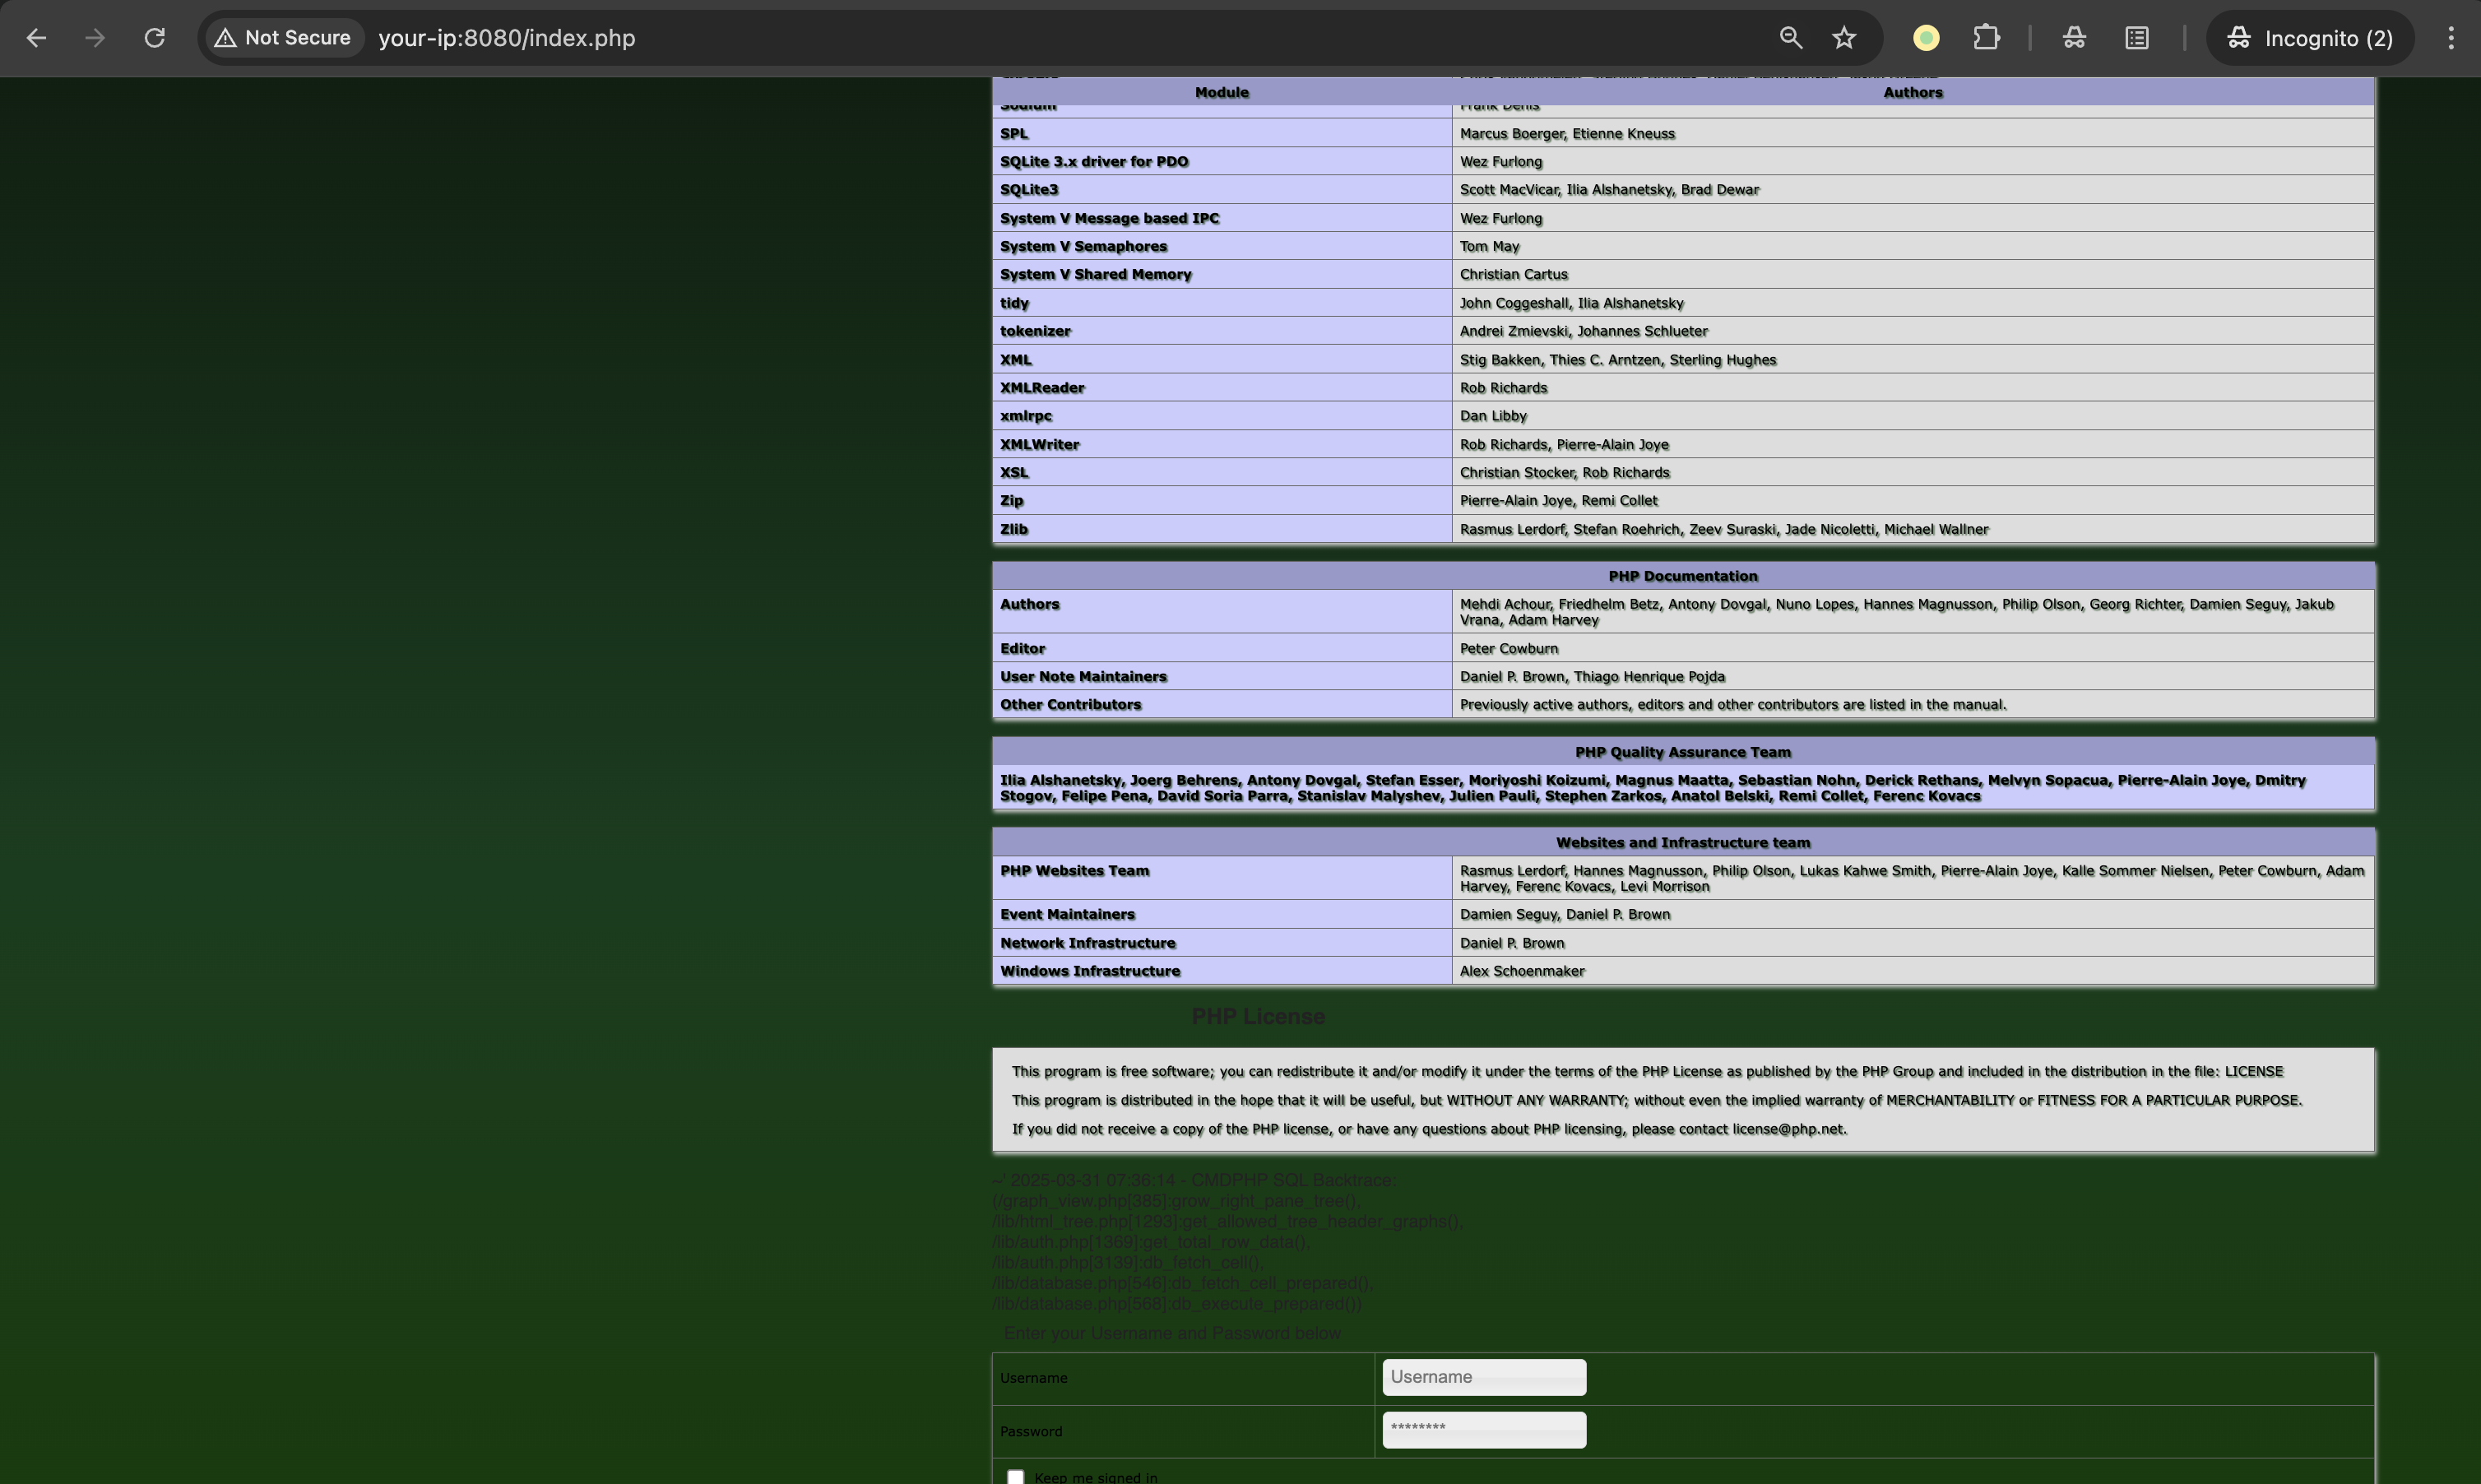 Not Secure your-ip:8080/index.php Incognito (2)
Module Authors
Sodium Frank Denis
SPL Marcus Boerger, Etienne Kneuss
SQLite 3.x driver for PDO Wez Furlong
SQLite3 Scott MacVicar, Ilia Alshanetsky, Brad Dewar
System V Message based IPC Wez Furlong
System V Semaphores Tom May
System V Shared Memory Christian Cartus
tidy John Coggeshall, Ilia Alshanetsky
tokenizer Andrei Zmievski, Johannes Schlueter
XML Stig Bakken, Thies C. Arntzen, Sterling Hughes
XMLReader Rob Richards
xmlrpc Dan Libby
XMLWriter Rob Richards, Pierre-Alain Joye
XSL Christian Stocker, Rob Richards
Zip Pierre-Alain Joye, Remi Collet
Zlib Rasmus Lerdorf, Stefan Roehrich, Zeev Suraski, Jade Nicoletti, Michael Wallner
PHP Documentation
Authors Mehdi Achour, Friedhelm Betz, Antony Dovgal, Nuno Lopes, Hannes Magnusson, Philip Olson, Georg Richter, Damien Seguy, Jakub
Vrana, Adam Harvey
Editor Peter Cowburn
User Note Maintainers Daniel P. Brown, Thiago Henrique Pojda
Other Contributors Previously active authors, editors and other contributors are listed in the manual.
PHP Quality Assurance Team
Ilia Alshanetsky, Joerg Behrens, Antony Dovgal, Stefan Esser, Moriyoshi Koizumi, Magnus Maatta, Sebastian Nohn, Derick Rethans, Melvyn Sopacua, Pierre-Alain Joye, Dmitry
Stogov, Felipe Pena, David Soria Parra, Stanislav Malyshev, Julien Pauli, Stephen Zarkos, Anatol Belski, Remi Collet, Ferenc Kovacs
Websites and Infrastructure team
PHP Websites Team Rasmus Lerdorf, Hannes Magnusson, Philip Olson, Lukas Kahwe Smith, Pierre-Alain Joye, Kalle Sommer Nielsen, Peter Cowburn, Adam
Harvey, Ferenc Kovacs, Levi Morrison
Event Maintainers Damien Seguy, Daniel P. Brown
Network Infrastructure Daniel P. Brown
Windows Infrastructure Alex Schoenmaker
PHP License
This program is free software; you can redistribute it and/or modify it under the terms of the PHP License as published by the PHP Group and included in the distribution in the file: LICENSE
This program is distributed in the hope that it will be useful, but WITHOUT ANY WARRANTY; without even the implied warranty of MERCHANTABILITY or FITNESS FOR A PARTICULAR PURPOSE.
If you did not receive a copy of the PHP license, or have any questions about PHP licensing, please contact license@php.net.
~' 2025-03-31 07:36:14 - CMDPHP SQL Backtrace:
(/graph_view.php[385]:grow_right_pane_tree(),
/lib/html_tree.php[1293]:get_allowed_tree_header_graphs(),
/lib/auth.php[1369]:get_total_row_data(),
/lib/auth.php[3139]:db_fetch_cell(),
/lib/database.php[546]:db_fetch_cell_prepared(),
/lib/database.php[568]:db_execute_prepared())
Enter your Username and Password below
Username Username
Password ********
Keep me signed in